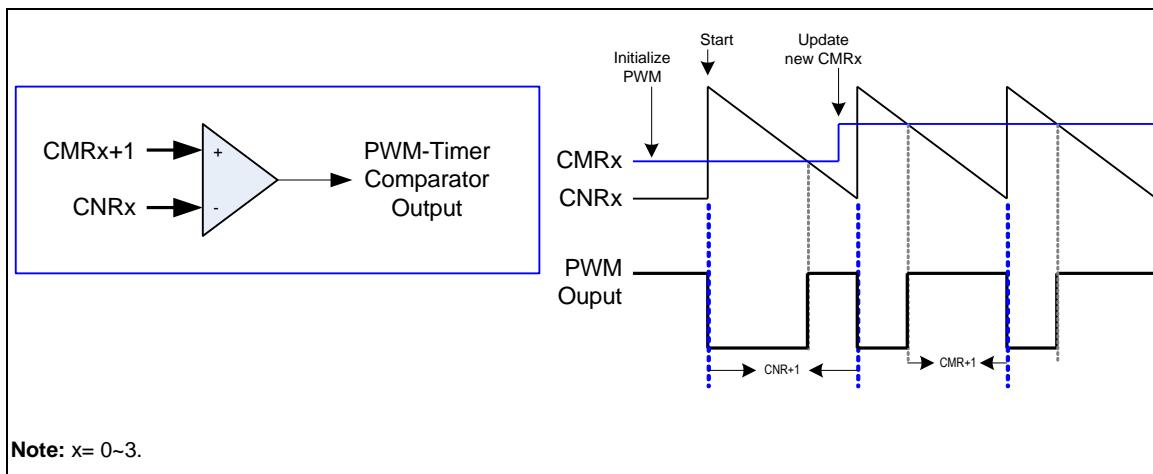 CMRx+1
+
CNRx
-
PWM-Timer
Comparator
Output
Start
Initialize
PWM
Update
new CMRx
CMRx
CNRx
PWM
Ouput
CNR+1
CMR+1
Note: x= 0~3.